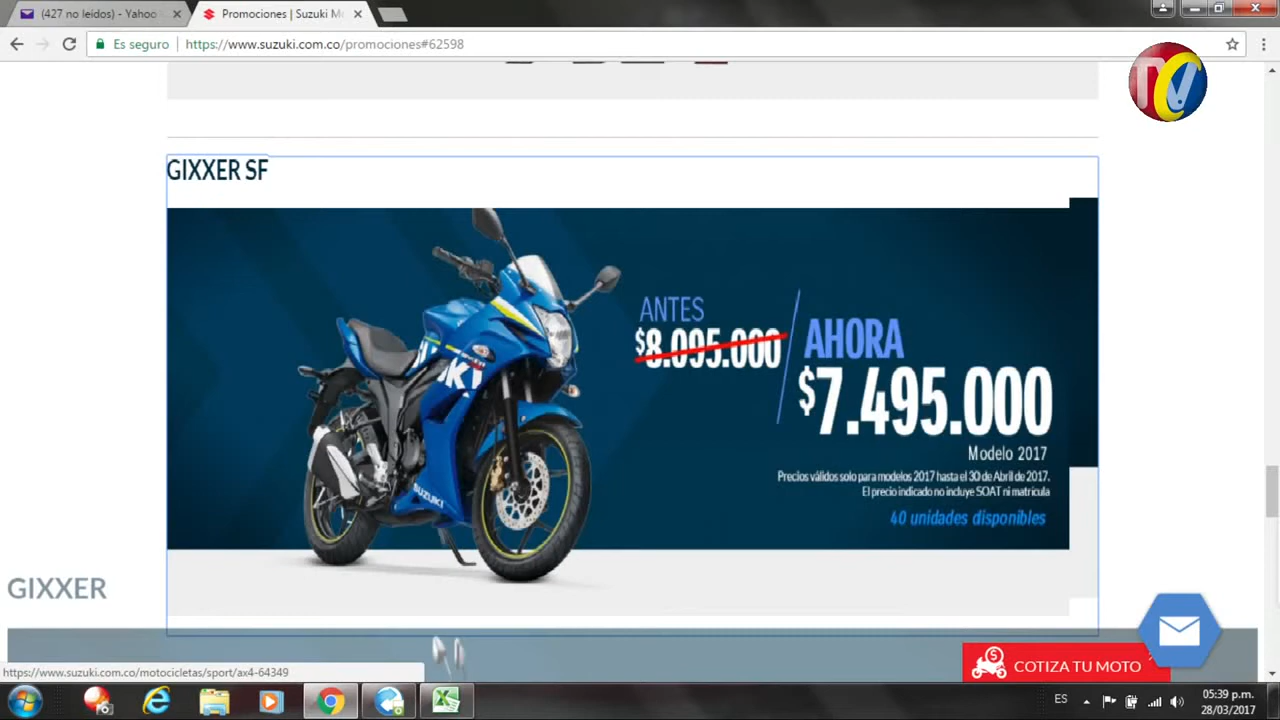 (427 no leídos) - Yahoo
Promociones | Suzuki Mo
Es seguro
https://www.suzuki.com.co/promociones#62598
GIXXER SF
ANTES
$8.095.000
AHORA
$7.495.000
Modelo 2017
Precios válidos solo para modelos 2017 hasta el 30 de Abril de 2017.
El precio indicado no incluye SOAT ni matricula
40 unidades disponibles
SUZUKI
GIXXER
https://www.suzuki.com.co/motocicletas/sport/ax4-64349
COTIZA TU MOTO
ES
05:39 p.m.
28/03/2017